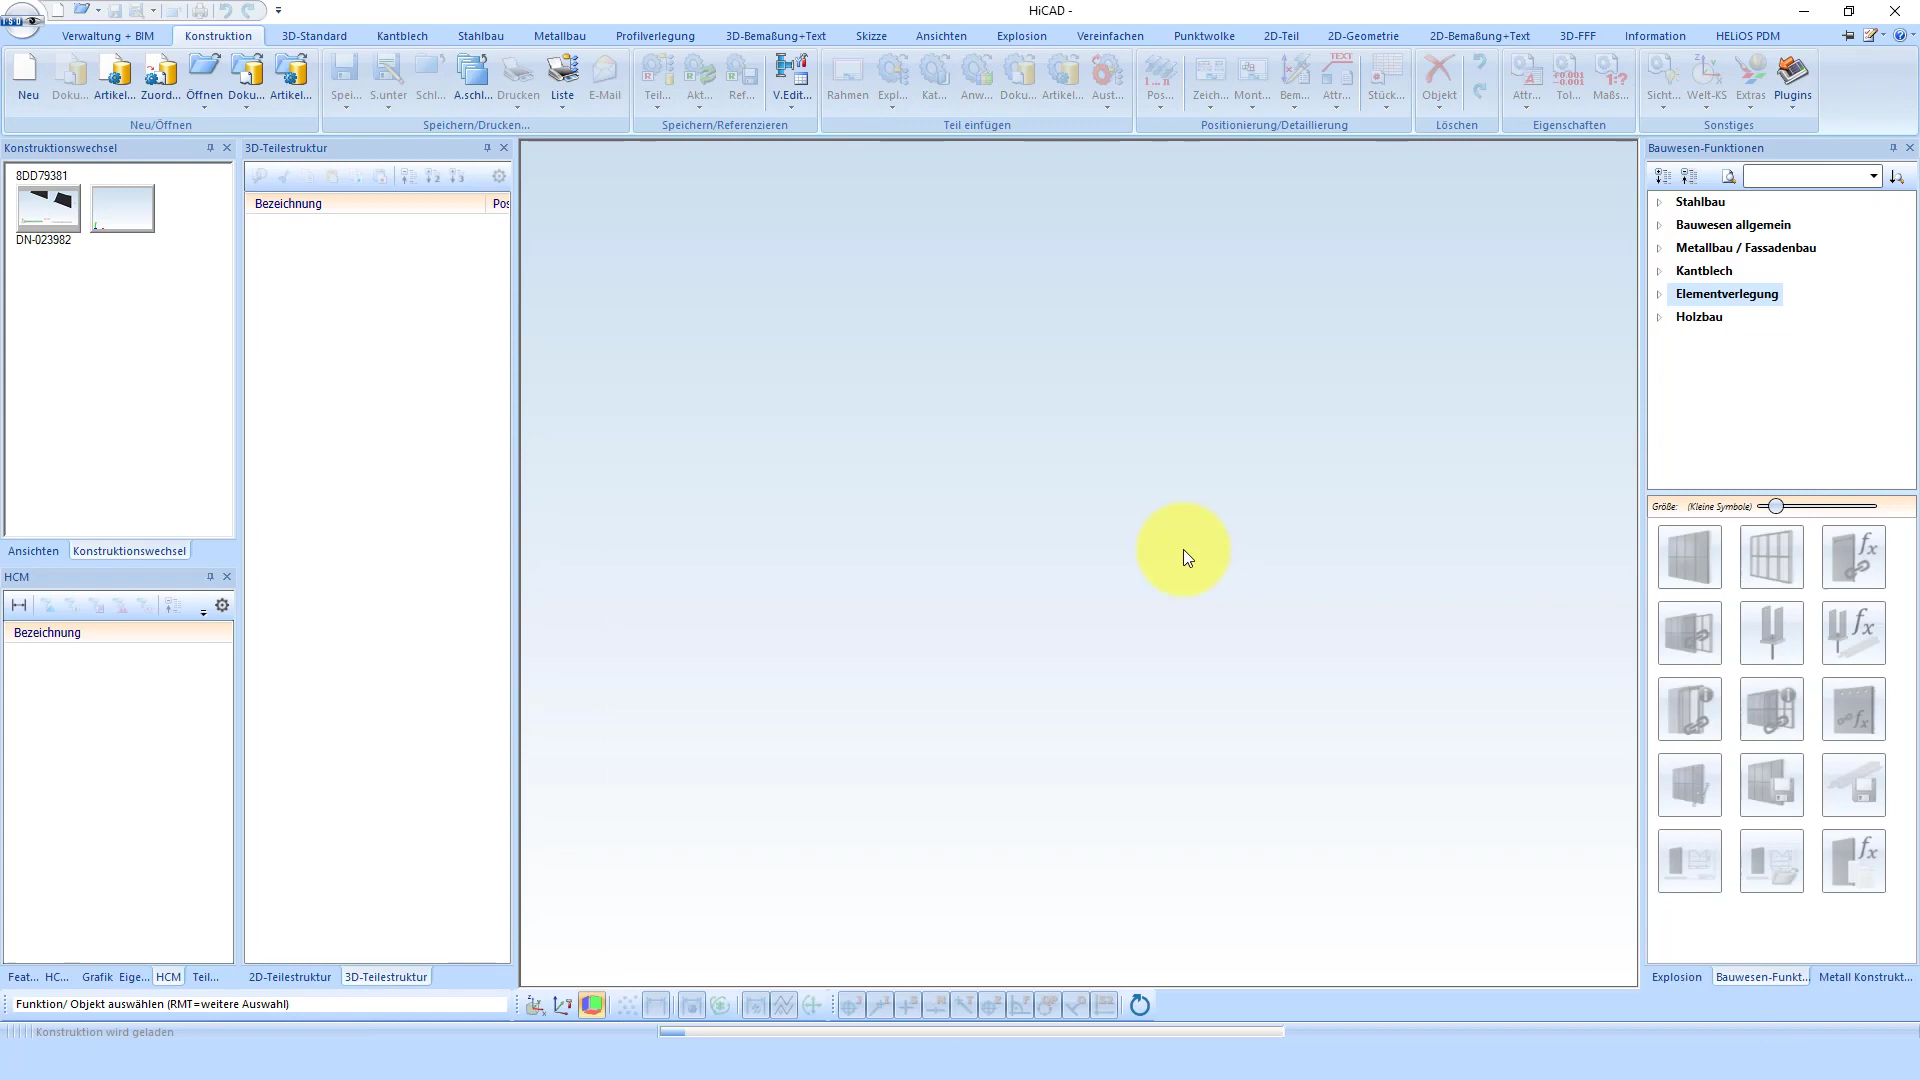 HiCAD -
ISD
Verwaltung + BIM Konstruktion 3D-Standard Kantblech Stahlbau Metallbau Profilverlegung 3D-Bemaßung+Text Skizze Ansichten Explosion Vereinfachen Punktwolke 2D-Teil 2D-Geometrie 2D-Bemaßung+Text 3D-FFF Information HELiOS PDM
Neu Doku... Artikel... Zuord... Öffnen Doku... Artikel... Spei... S.unter Schl... A.schl... Drucken Liste E-Mail Teil... Akt... Ref... V.Edit... Rahmen Expl... Kat... Anw... Doku... Artikel... Aust... Pos... Zeich... Mont... Bem... Attr... Stück... Objekt Attr... Tol... Maßs... Sicht... Welt-KS Extras Plugins
Neu/Öffnen Speichern/Drucken... Speichern/Referenzieren Teil einfügen Positionierung/Detaillierung Löschen Eigenschaften Sonstiges
Konstruktionswechsel
8DD79381
DN-023982
Ansichten Konstruktionswechsel
HCM
Bezeichnung
Feat... HC... Grafik Eige... HCM Teil...
3D-Teilestruktur
Bezeichnung Pos
2D-Teilestruktur 3D-Teilestruktur
Bauwesen-Funktionen
Stahlbau
Bauwesen allgemein
Metallbau / Fassadenbau
Kantblech
Elementverlegung
Holzbau
Größe: (Kleine Symbole)
Explosion Bauwesen-Funkt... Metall Konstrukt...
Funktion/ Objekt auswählen (RMT=weitere Auswahl)
Konstruktion wird geladen